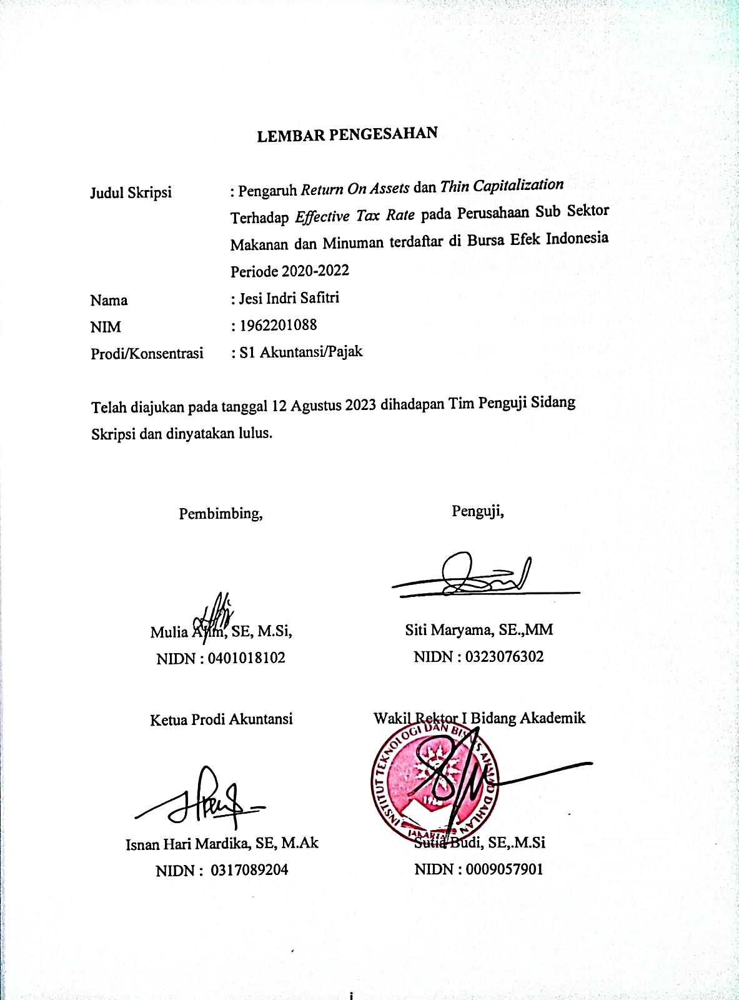 LEMBAR PENGESAHAN
Judul Skripsi : Pengaruh Return On Assets dan Thin Capitalization
Terhadap Effective Tax Rate pada Perusahaan Sub Sektor
Makanan dan Minuman terdaftar di Bursa Efek Indonesia
Periode 2020-2022
Nama : Jesi Indri Safitri
NIM : 1962201088
Prodi/Konsentrasi : S1 Akuntansi/Pajak
Telah diajukan pada tanggal 12 Agustus 2023 dihadapan Tim Penguji Sidang
Skripsi dan dinyatakan lulus.
Pembimbing, Penguji,
Mulia SE, M.Si, Siti Maryama, SE.,MM
NIDN : 0401018102 NIDN : 0323076302
Ketua Prodi Akuntansi Wakil Rektor I Bidang Akademik
INSTITUT TEKNOLOGI DAN BISNIS AHMAD DAHLAN
JAKARTA
Isnan Hari Mardika, SE, M.Ak Sutia Budi, SE,.M.Si
NIDN : 0317089204 NIDN : 0009057901
i